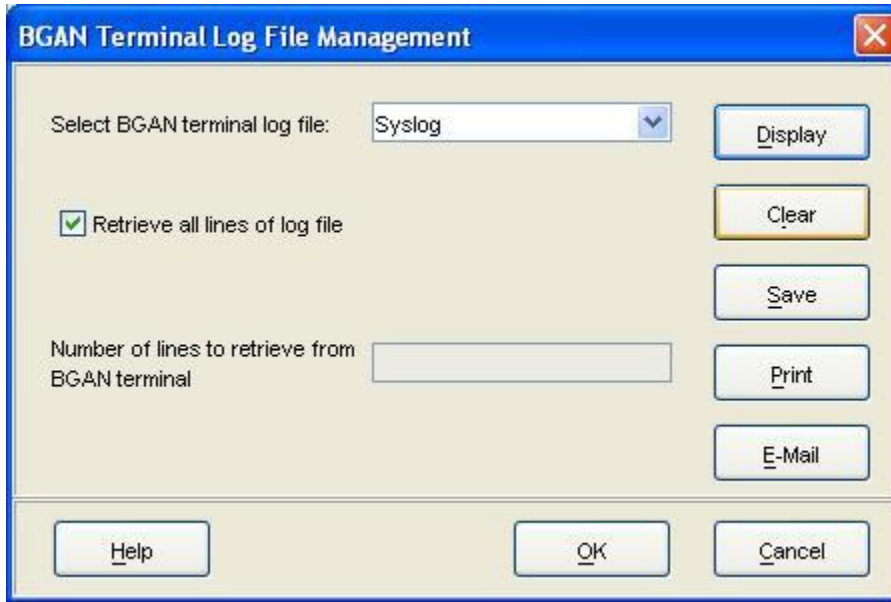 BGAN Terminal Log File Management
Select BGAN terminal log file:
Syslog
Display
Retrieve all lines of log file
Clear
Save
Number of lines to retrieve from
BGAN terminal
Print
E-Mail
Help
OK
Cancel